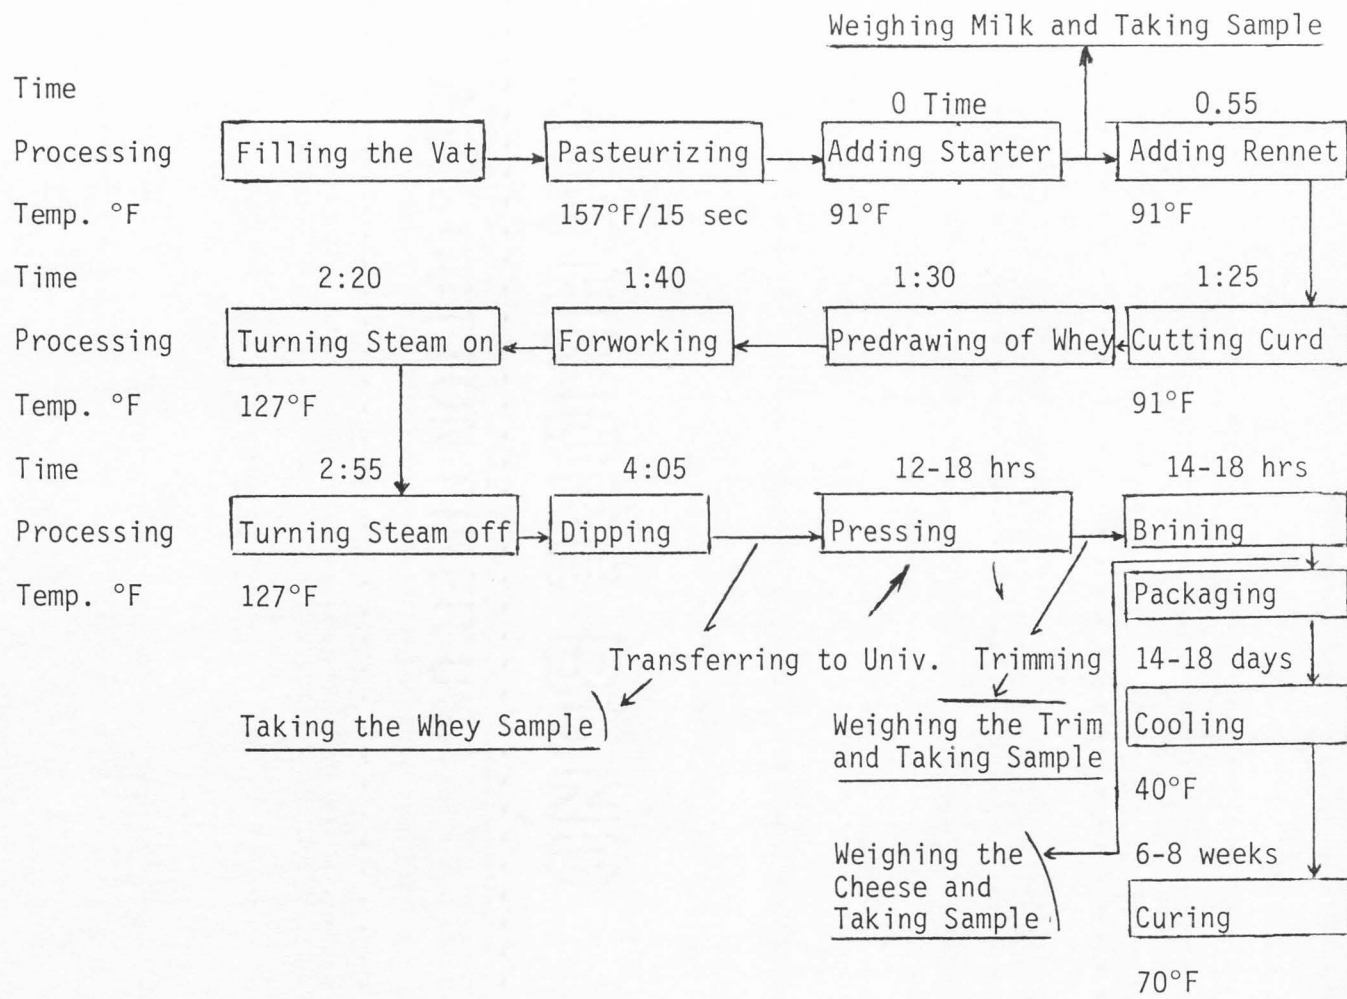 Weighing Milk and Taking Sample
Time 0 Time 0.55
Processing Filling the Vat Pasteurizing Adding Starter Adding Rennet
Temp. °F 157°F/15 sec 91°F 91°F
Time 2:20 1:40 1:30 1:25
Processing Turning Steam on Forworking Predrawing of Whey Cutting Curd
Temp. °F 127°F 91°F
Time 2:55 4:05 12-18 hrs 14-18 hrs
Processing Turning Steam off Dipping Pressing Brining
Temp. °F 127°F Packaging
Transferring to Univ. Trimming 14-18 days
Taking the Whey Sample Weighing the Trim Cooling
and Taking Sample
40°F
Weighing the 6-8 weeks
Cheese and
Taking Sample Curing
70°F